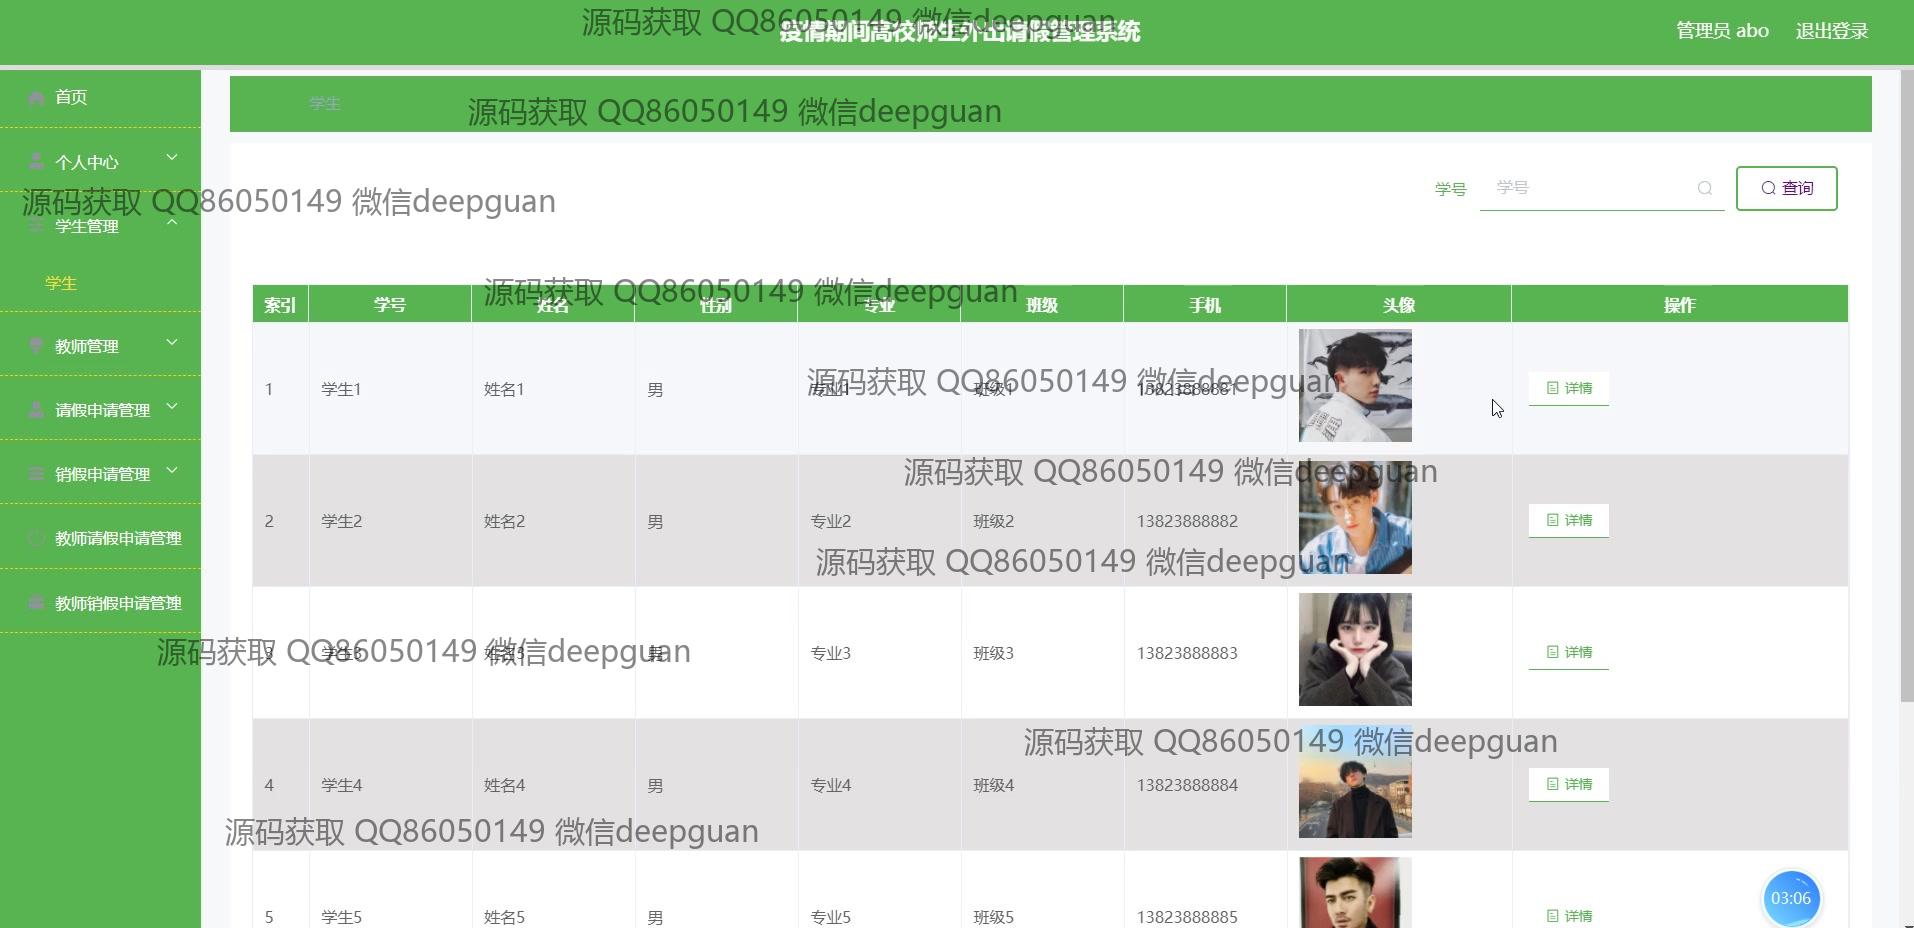 源码获取 QQ86050149 微信deepguan
疫情期间高校师生外出请假管理系统
管理员 abo 退出登录
首页
学生
源码获取 QQ86050149 微信deepguan
个人中心
源码获取 QQ86050149 微信deepguan
学号 学号 查询
学生管理
学生
源码获取 QQ86050149 微信deepguan
索引 学号 姓名 性别 专业 班级 手机 头像 操作
教师管理
源码获取 QQ86050149 微信deepguan
1 学生1 姓名1 男 专业1 班级1 13823888881 详情
请假申请管理
源码获取 QQ86050149 微信deepguan
销假申请管理
2 学生2 姓名2 男 专业2 班级2 13823888882 详情
教师请假申请管理
源码获取 QQ86050149 微信deepguan
教师销假申请管理
源码获取 QQ86050149 微信deepguan
3 学生3 姓名3 男 专业3 班级3 13823888883 详情
源码获取 QQ86050149 微信deepguan
4 学生4 姓名4 男 专业4 班级4 13823888884 详情
源码获取 QQ86050149 微信deepguan
5 学生5 姓名5 男 专业5 班级5 13823888885 详情
03:06